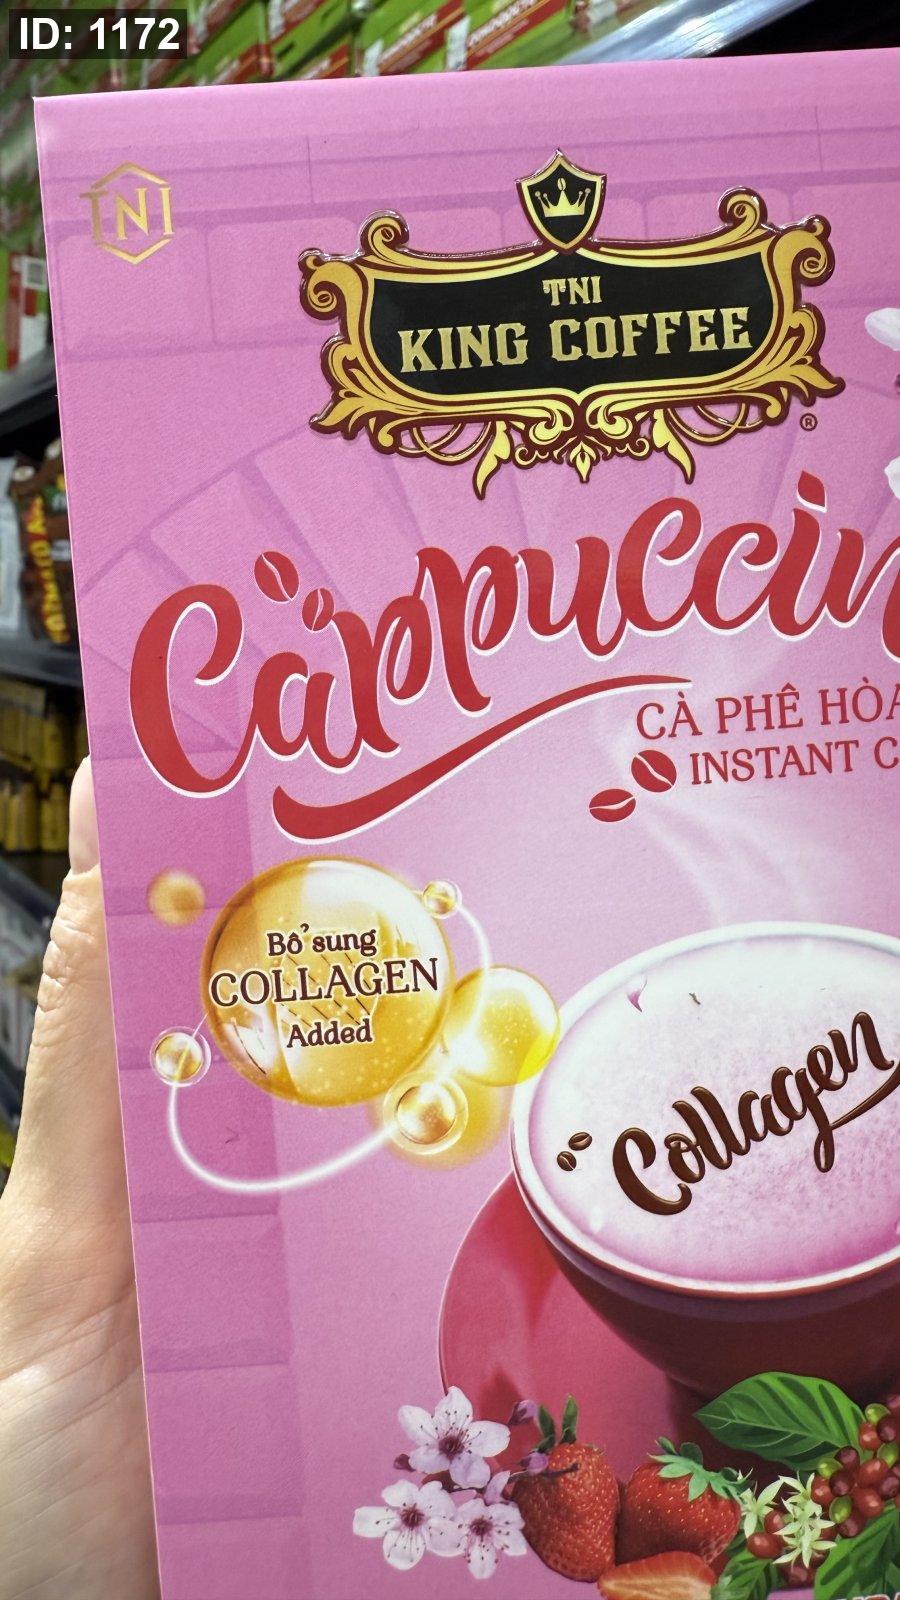 ID: 1172
TNI
TNI
KING COFFEE
®
Cappuccin
CÀ PHÊ HÒA
INSTANT C
Bổ sung
COLLAGEN
Added
Collagen